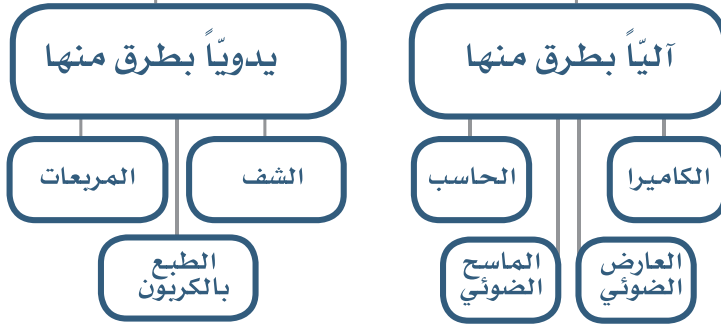 آليّاً بطرق منها
يدويّاً بطرق منها
الكاميرا
الحاسب
الشف
المربعات
العارض
الضوئي
الماسح
الضوئي
الطبع
بالكربون